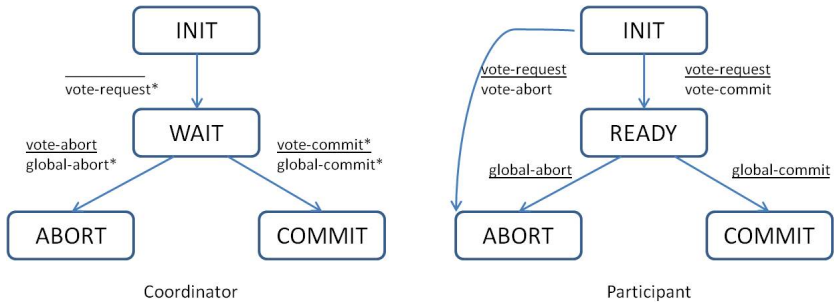 INIT
vote-request*
WAIT
vote-abort
global-abort*
vote-commit*
global-commit*
ABORT
COMMIT
Coordinator
INIT
vote-request
vote-abort
vote-request
vote-commit
READY
global-abort
global-commit
ABORT
COMMIT
Participant